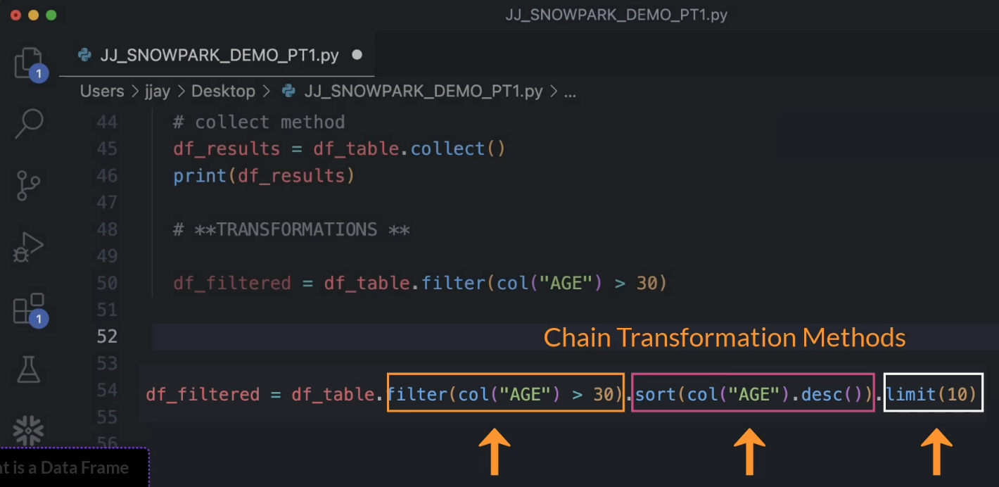 JJ_SNOWPARK_DEMO_PT1.py
JJ_SNOWPARK_DEMO_PT1.py
1
Users > jjay > Desktop > JJ_SNOWPARK_DEMO_PT1.py > ...
44 # collect method
45 df_results = df_table.collect()
46 print(df_results)
47
48 # **TRANSFORMATIONS **
49
50 df_filtered = df_table.filter(col("AGE") > 30)
51
1
52 Chain Transformation Methods
53
54 df_filtered = df_table.filter(col("AGE") > 30).sort(col("AGE").desc()).limit(10)
55
56
is a Data Frame